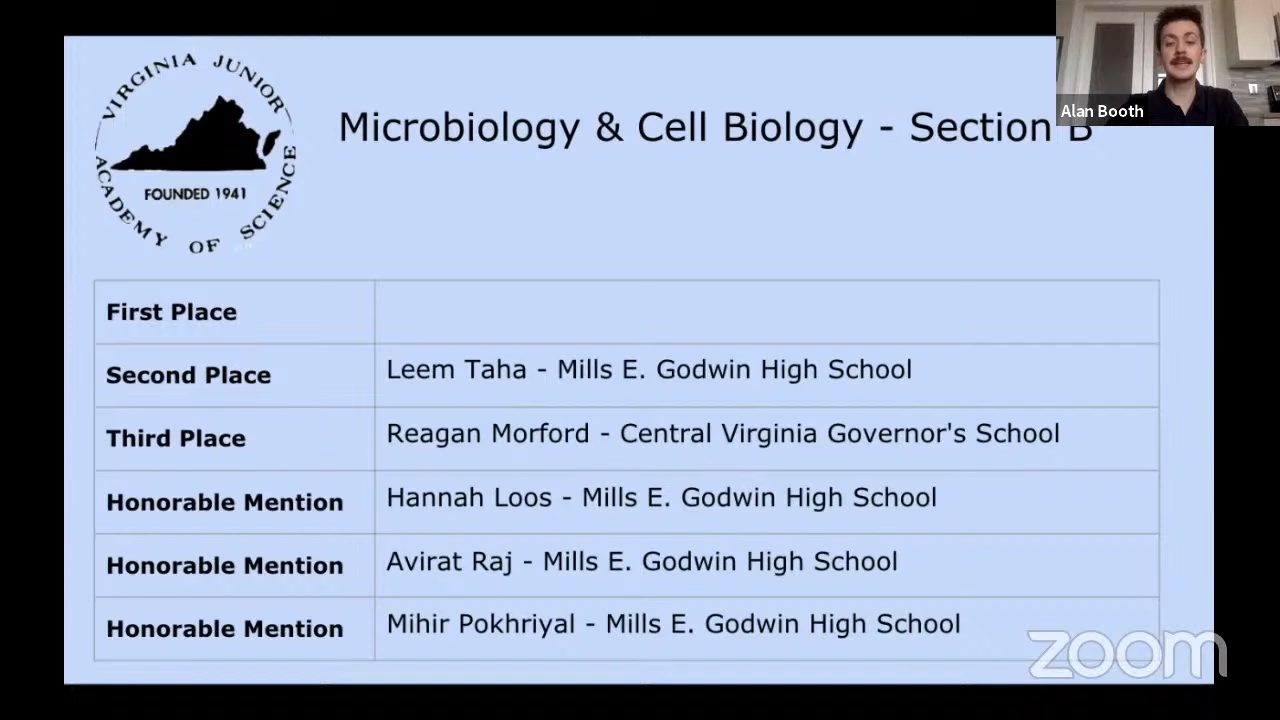 VIRGINIA JUNIOR
ACADEMY OF SCIENCE
FOUNDED 1941
Microbiology & Cell Biology - Section B
Alan Booth
First Place
Second Place Leem Taha - Mills E. Godwin High School
Third Place Reagan Morford - Central Virginia Governor's School
Honorable Mention Hannah Loos - Mills E. Godwin High School
Honorable Mention Avirat Raj - Mills E. Godwin High School
Honorable Mention Mihir Pokhriyal - Mills E. Godwin High School
zoom